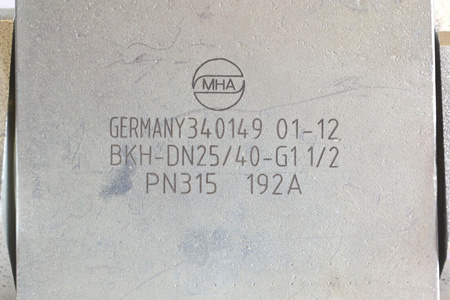 MHA
GERMANY340149 01-12
BKH-DN25/40-G1 1/2
PN315 192A